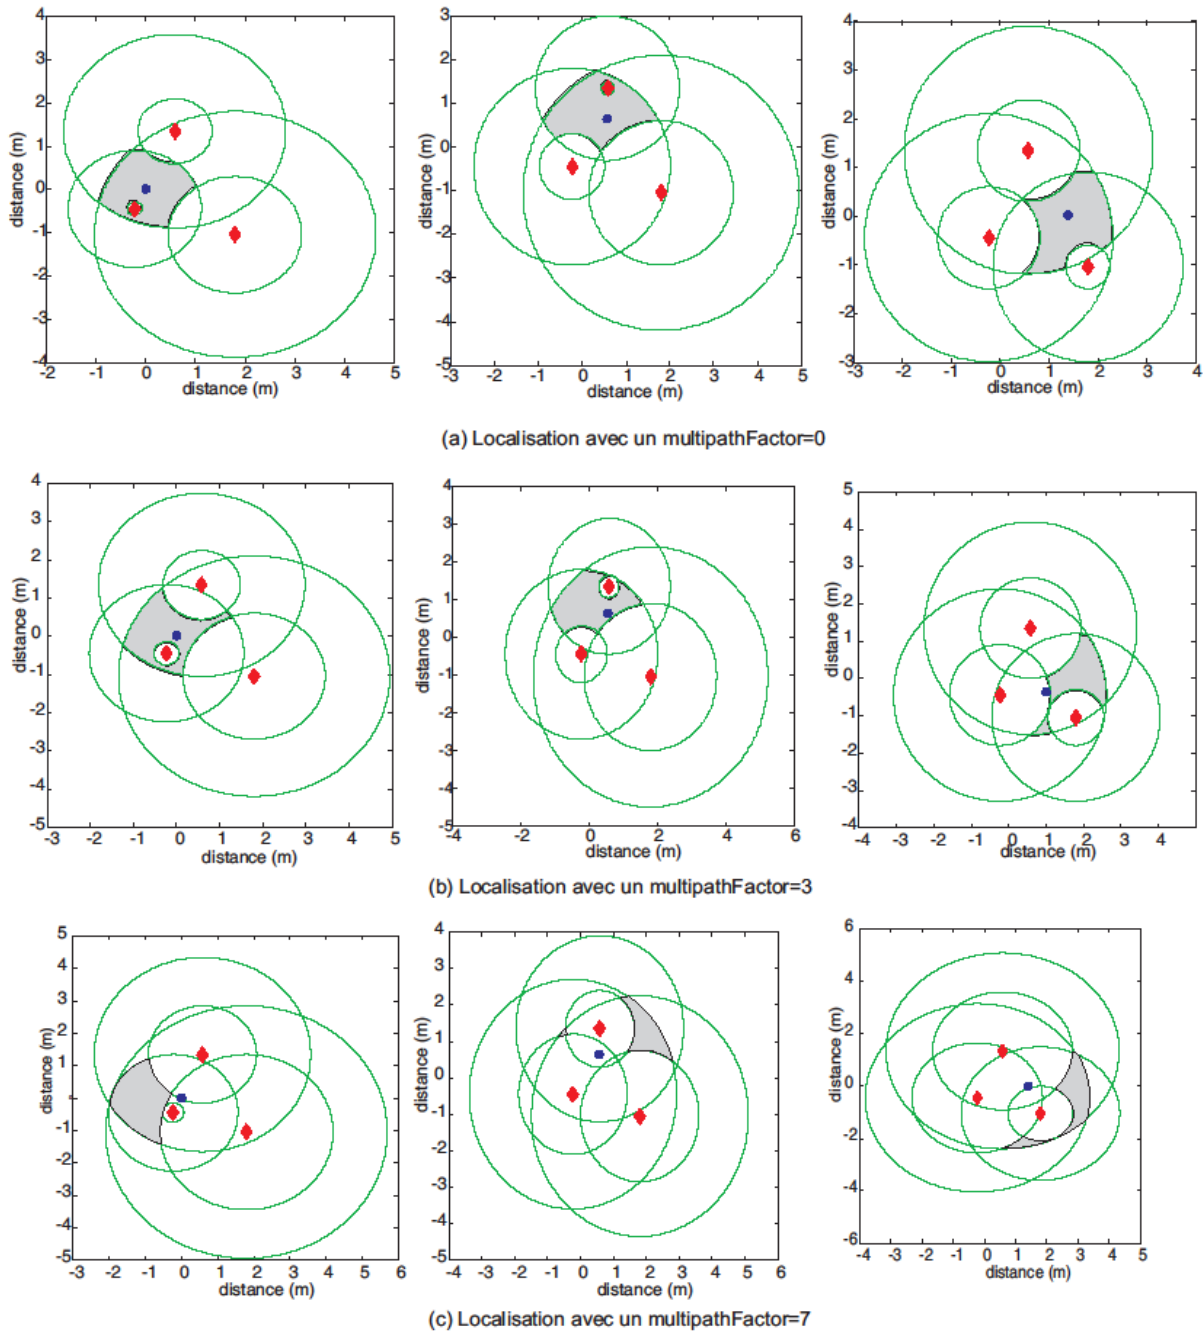 4
3
2
1
0
-1
-2
-3
-4
distance (m)
-2 -1 0 1 2 3 4 5
distance (m)
3
2
1
0
-1
-2
-3
-4
-5
distance (m)
-4 -3 -2 -1 0 1 2 3 4 5
distance (m)
4
3
2
1
0
-1
-2
-3
distance (m)
-3 -2 -1 0 1 2 3 4
distance (m)
(a) Localisation avec un multipathFactor=0
4
3
2
1
0
-1
-2
-3
-4
-5
distance (m)
-3 -2 -1 0 1 2 3 4 5
distance (m)
4
3
2
1
0
-1
-2
-3
-4
-5
distance (m)
-4 -2 0 2 4 6
distance (m)
5
4
3
2
1
0
-1
-2
-3
-4
distance (m)
-3 -2 -1 0 1 2 3 4 5
distance (m)
(b) Localisation avec un multipathFactor=3
5
4
3
2
1
0
-1
-2
-3
-4
-5
distance (m)
-3 -2 -1 0 1 2 3 4 5 6
distance (m)
4
3
2
1
0
-1
-2
-3
-4
-5
distance (m)
-4 -3 -2 -1 0 1 2 3 4 5 6
distance (m)
6
4
2
0
-2
-4
-6
distance (m)
-4 -3 -2 -1 0 1 2 3 4 5
distance (m)
(c) Localisation avec un multipathFactor=7